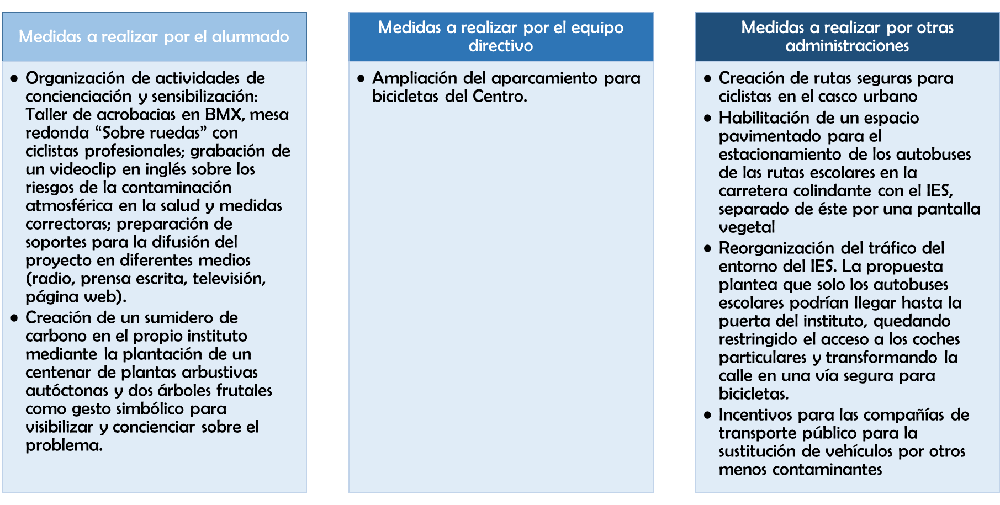 Medidas a realizar por el alumnado
• Organización de actividades de
concienciación y sensibilización:
Taller de acrobacias en BMX, mesa
redonda “Sobre ruedas” con
ciclistas profesionales; grabación de
un videoclip en inglés sobre los
riesgos de la contaminación
atmosférica en la salud y medidas
correctoras; preparación de
soportes para la difusión del
proyecto en diferentes medios
(radio, prensa escrita, televisión,
página web).
• Creación de un sumidero de
carbono en el propio instituto
mediante la plantación de un
centenar de plantas arbustivas
autóctonas y dos árboles frutales
como gesto simbólico para
visibilizar y concienciar sobre el
problema.
Medidas a realizar por el equipo
directivo
• Ampliación del aparcamiento para
bicicletas del Centro.
Medidas a realizar por otras
administraciones
• Creación de rutas seguras para
ciclistas en el casco urbano
• Habilitación de un espacio
pavimentado para el
estacionamiento de los autobuses
de las rutas escolares en la
carretera colindante con el IES,
separado de éste por una pantalla
vegetal
• Reorganización del tráfico del
entorno del IES. La propuesta
plantea que solo los autobuses
escolares podrían llegar hasta la
puerta del instituto, quedando
restringido el acceso a los coches
particulares y transformando la
calle en una vía segura para
bicicletas.
• Incentivos para las compañías de
transporte público para la
sustitución de vehículos por otros
menos contaminantes